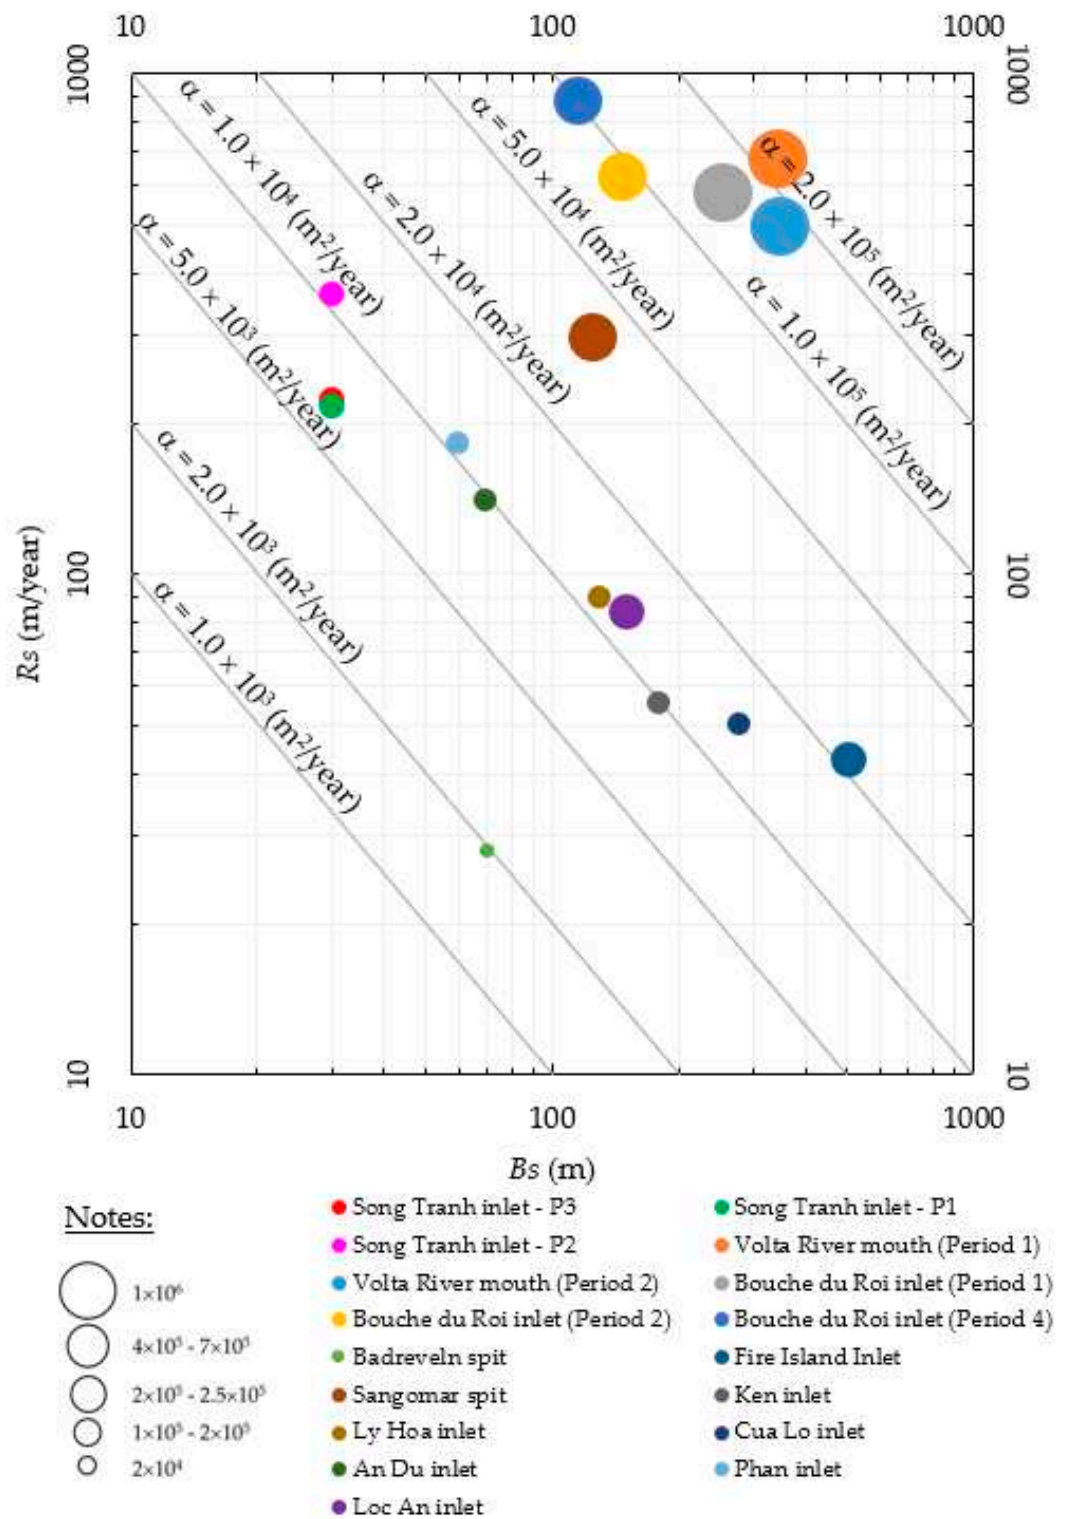 10 100 1000
1000 1000
α = 1.0 × 10⁴ (m²/year)
α = 5.0 × 10⁴ (m²/year)
α = 2.0 × 10⁵ (m²/year)
α = 2.0 × 10⁴ (m²/year)
α = 5.0 × 10³ (m²/year)
α = 1.0 × 10⁵ (m²/year)
α = 2.0 × 10³ (m²/year)
α = 1.0 × 10³ (m²/year)
Rs (m/year)
100 100
10 10
10 100 1000
Bs (m)
Notes:
1×10⁶
4×10⁵ - 7×10⁵
2×10⁵ - 2.5×10⁵
1×10⁵ - 2×10⁵
2×10⁴
Song Tranh inlet - P3
Song Tranh inlet - P1
Song Tranh inlet - P2
Volta River mouth (Period 1)
Volta River mouth (Period 2)
Bouche du Roi inlet (Period 1)
Bouche du Roi inlet (Period 2)
Bouche du Roi inlet (Period 4)
Badreveln spit
Fire Island Inlet
Sangomar spit
Ken inlet
Ly Hoa inlet
Cua Lo inlet
An Du inlet
Phan inlet
Loc An inlet